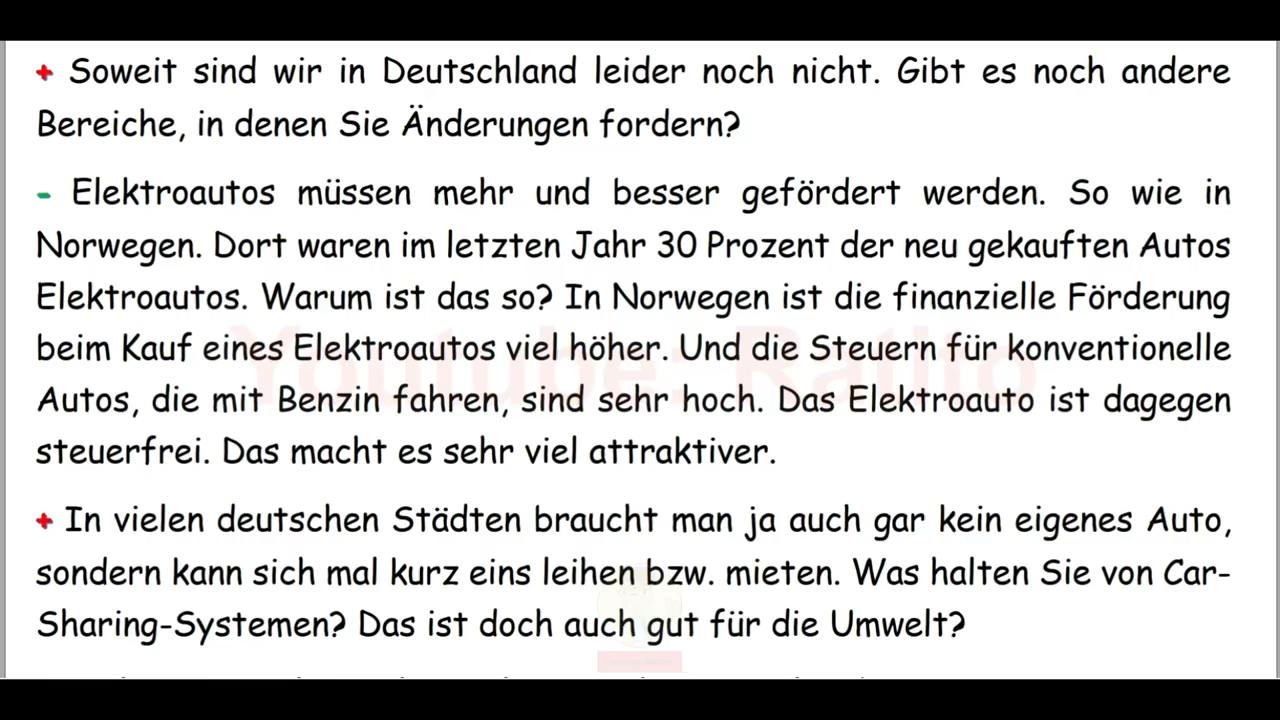 + Soweit sind wir in Deutschland leider noch nicht. Gibt es noch andere
Bereiche, in denen Sie Änderungen fordern?
- Elektroautos müssen mehr und besser gefördert werden. So wie in
Norwegen. Dort waren im letzten Jahr 30 Prozent der neu gekauften Autos
Elektroautos. Warum ist das so? In Norwegen ist die finanzielle Förderung
beim Kauf eines Elektroautos viel höher. Und die Steuern für konventionelle
Autos, die mit Benzin fahren, sind sehr hoch. Das Elektroauto ist dagegen
steuerfrei. Das macht es sehr viel attraktiver.
+ In vielen deutschen Städten braucht man ja auch gar kein eigenes Auto,
sondern kann sich mal kurz eins leihen bzw. mieten. Was halten Sie von Car-
Sharing-Systemen? Das ist doch auch gut für die Umwelt?